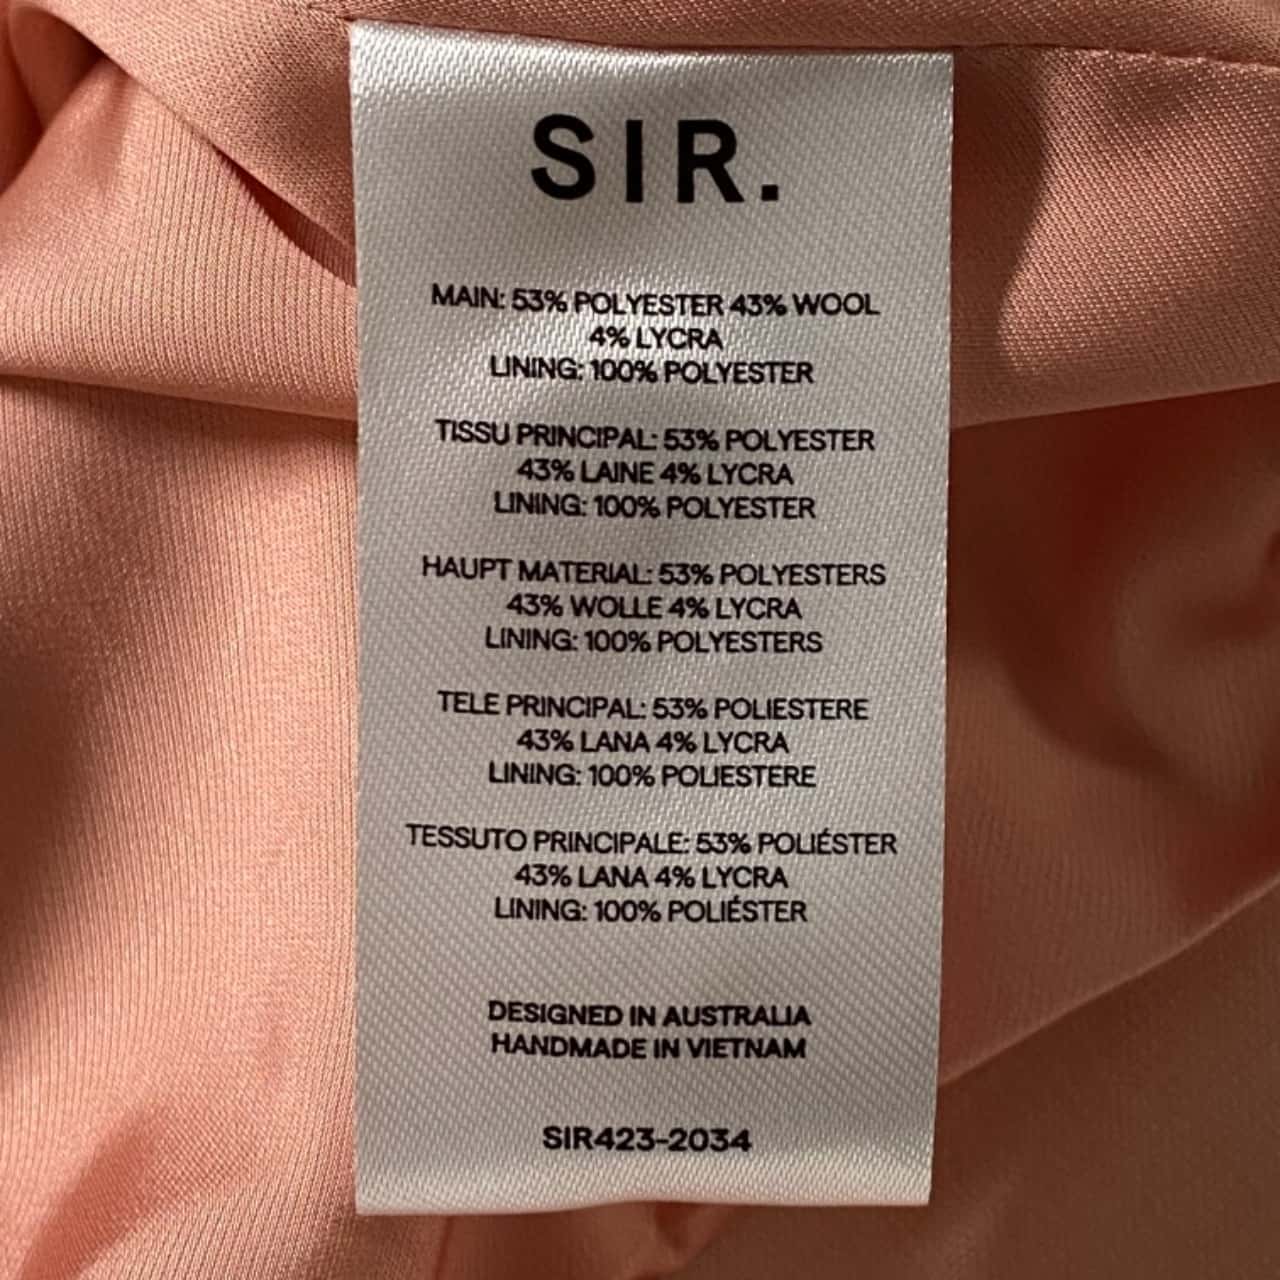 SIR.
MAIN: 53% POLYESTER 43% WOOL
4% LYCRA
LINING: 100% POLYESTER
TISSU PRINCIPAL: 53% POLYESTER
43% LAINE 4% LYCRA
LINING: 100% POLYESTER
HAUPT MATERIAL: 53% POLYESTERS
43% WOLLE 4% LYCRA
LINING: 100% POLYESTERS
TELE PRINCIPAL: 53% POLIESTERE
43% LANA 4% LYCRA
LINING: 100% POLIESTERE
TESSUTO PRINCIPALE: 53% POLIÉSTER
43% LANA 4% LYCRA
LINING: 100% POLIÉSTER
DESIGNED IN AUSTRALIA
HANDMADE IN VIETNAM
SIR423-2034